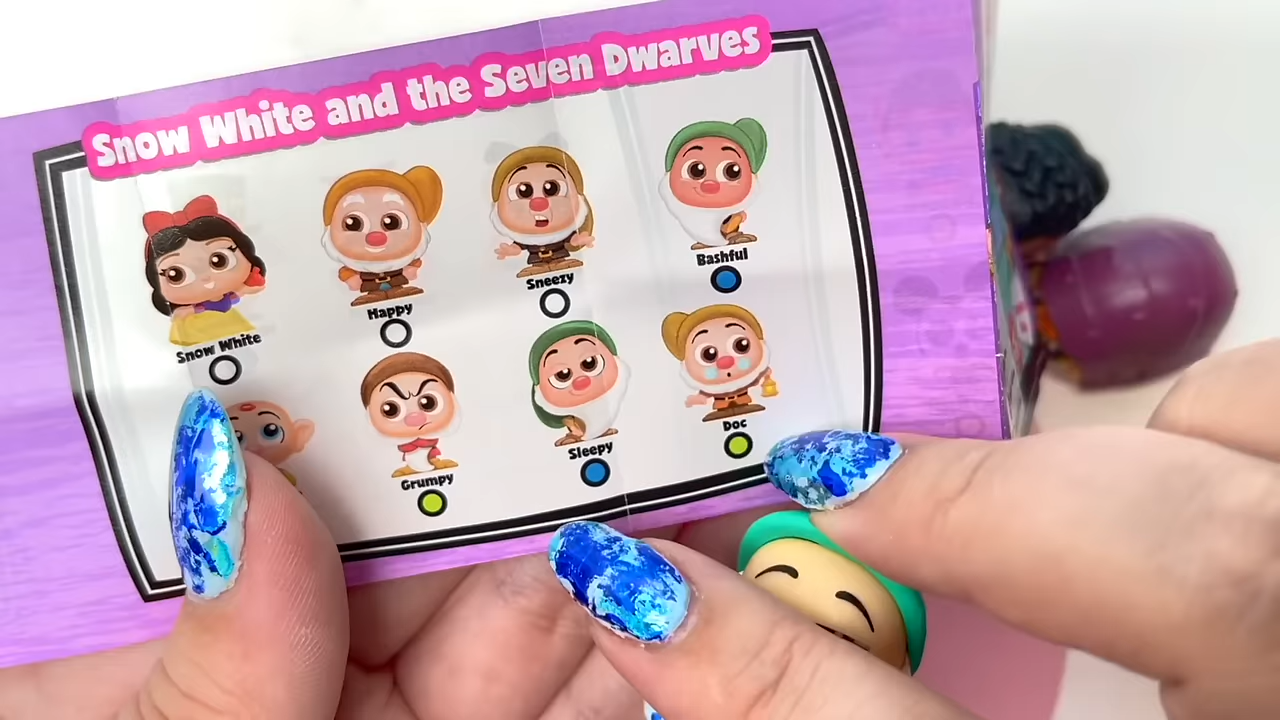 Snow White and the Seven Dwarves
Snow White
Happy
Sneezy
Bashful
Grumpy
Sleepy
Doc